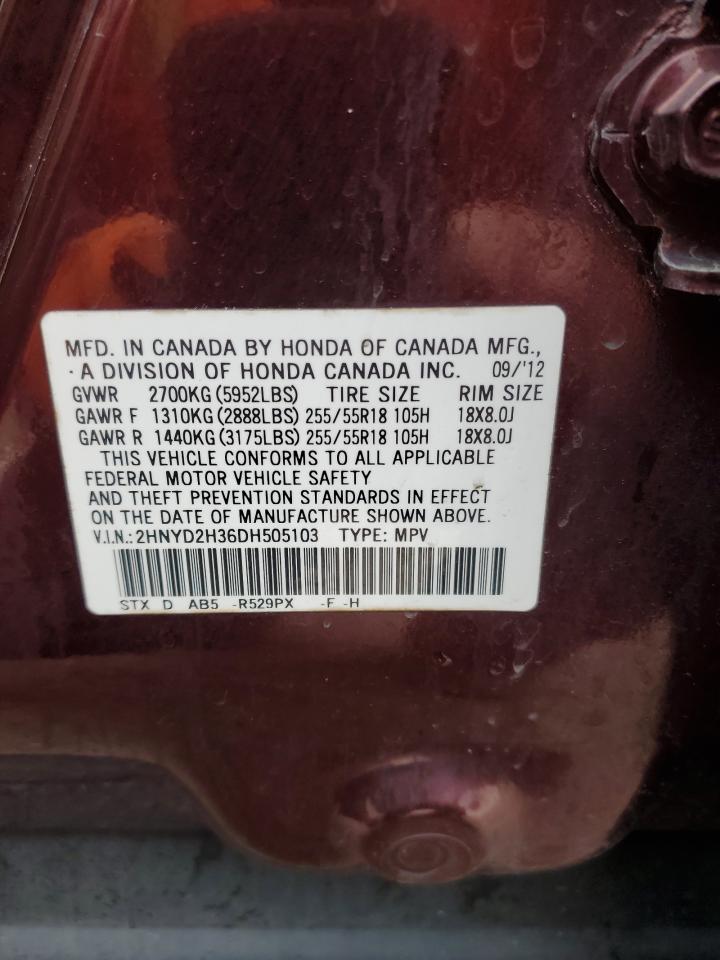 MFD. IN CANADA BY HONDA OF CANADA MFG.,
· A DIVISION OF HONDA CANADA INC. 09/'12
GVWR 2700KG (5952LBS) TIRE SIZE RIM SIZE
GAWR F 1310KG (2888LBS) 255/55R18 105H 18X8.0J
GAWR R 1440KG (3175LBS) 255/55R18 105H 18X8.0J
THIS VEHICLE CONFORMS TO ALL APPLICABLE
FEDERAL MOTOR VEHICLE SAFETY
AND THEFT PREVENTION STANDARDS IN EFFECT
ON THE DATE OF MANUFACTURE SHOWN ABOVE.
V.I.N.: 2HNYD2H36DH505103 TYPE: MPV
STX D AB5 -R529PX -F -H